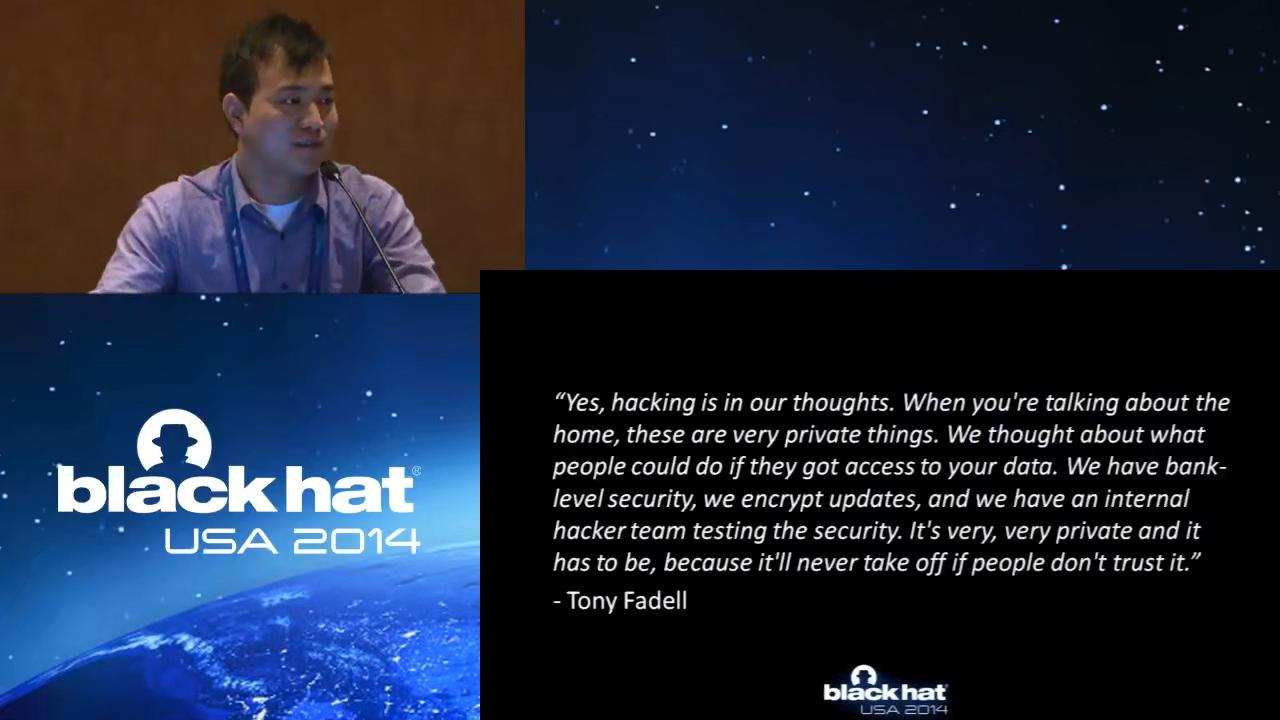 black hat®
USA 2014
“Yes, hacking is in our thoughts. When you're talking about the
home, these are very private things. We thought about what
people could do if they got access to your data. We have bank-
level security, we encrypt updates, and we have an internal
hacker team testing the security. It's very, very private and it
has to be, because it'll never take off if people don't trust it.”
- Tony Fadell
black hat
USA 2014